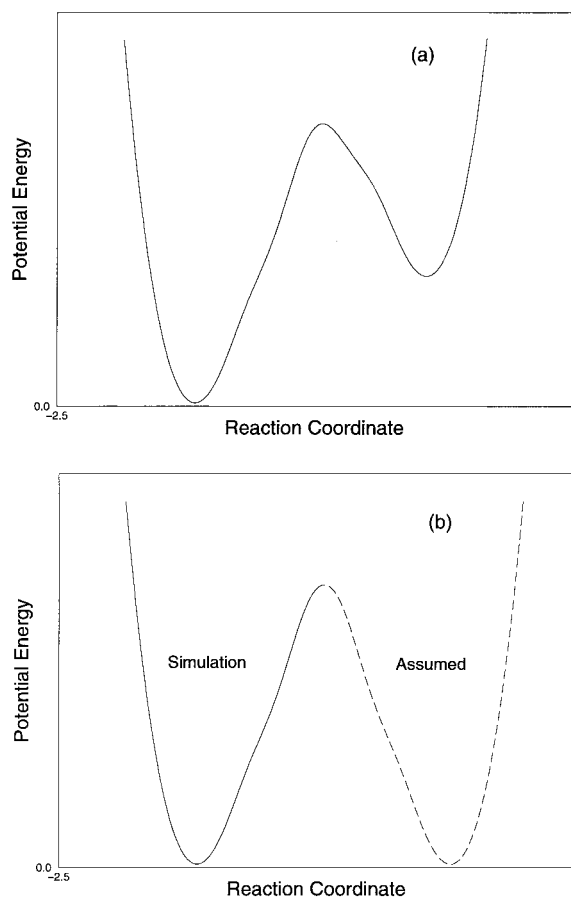 (a)
Potential Energy
0.0
−2.5
Reaction Coordinate
(b)
Simulation
Assumed
Potential Energy
0.0
−2.5
Reaction Coordinate